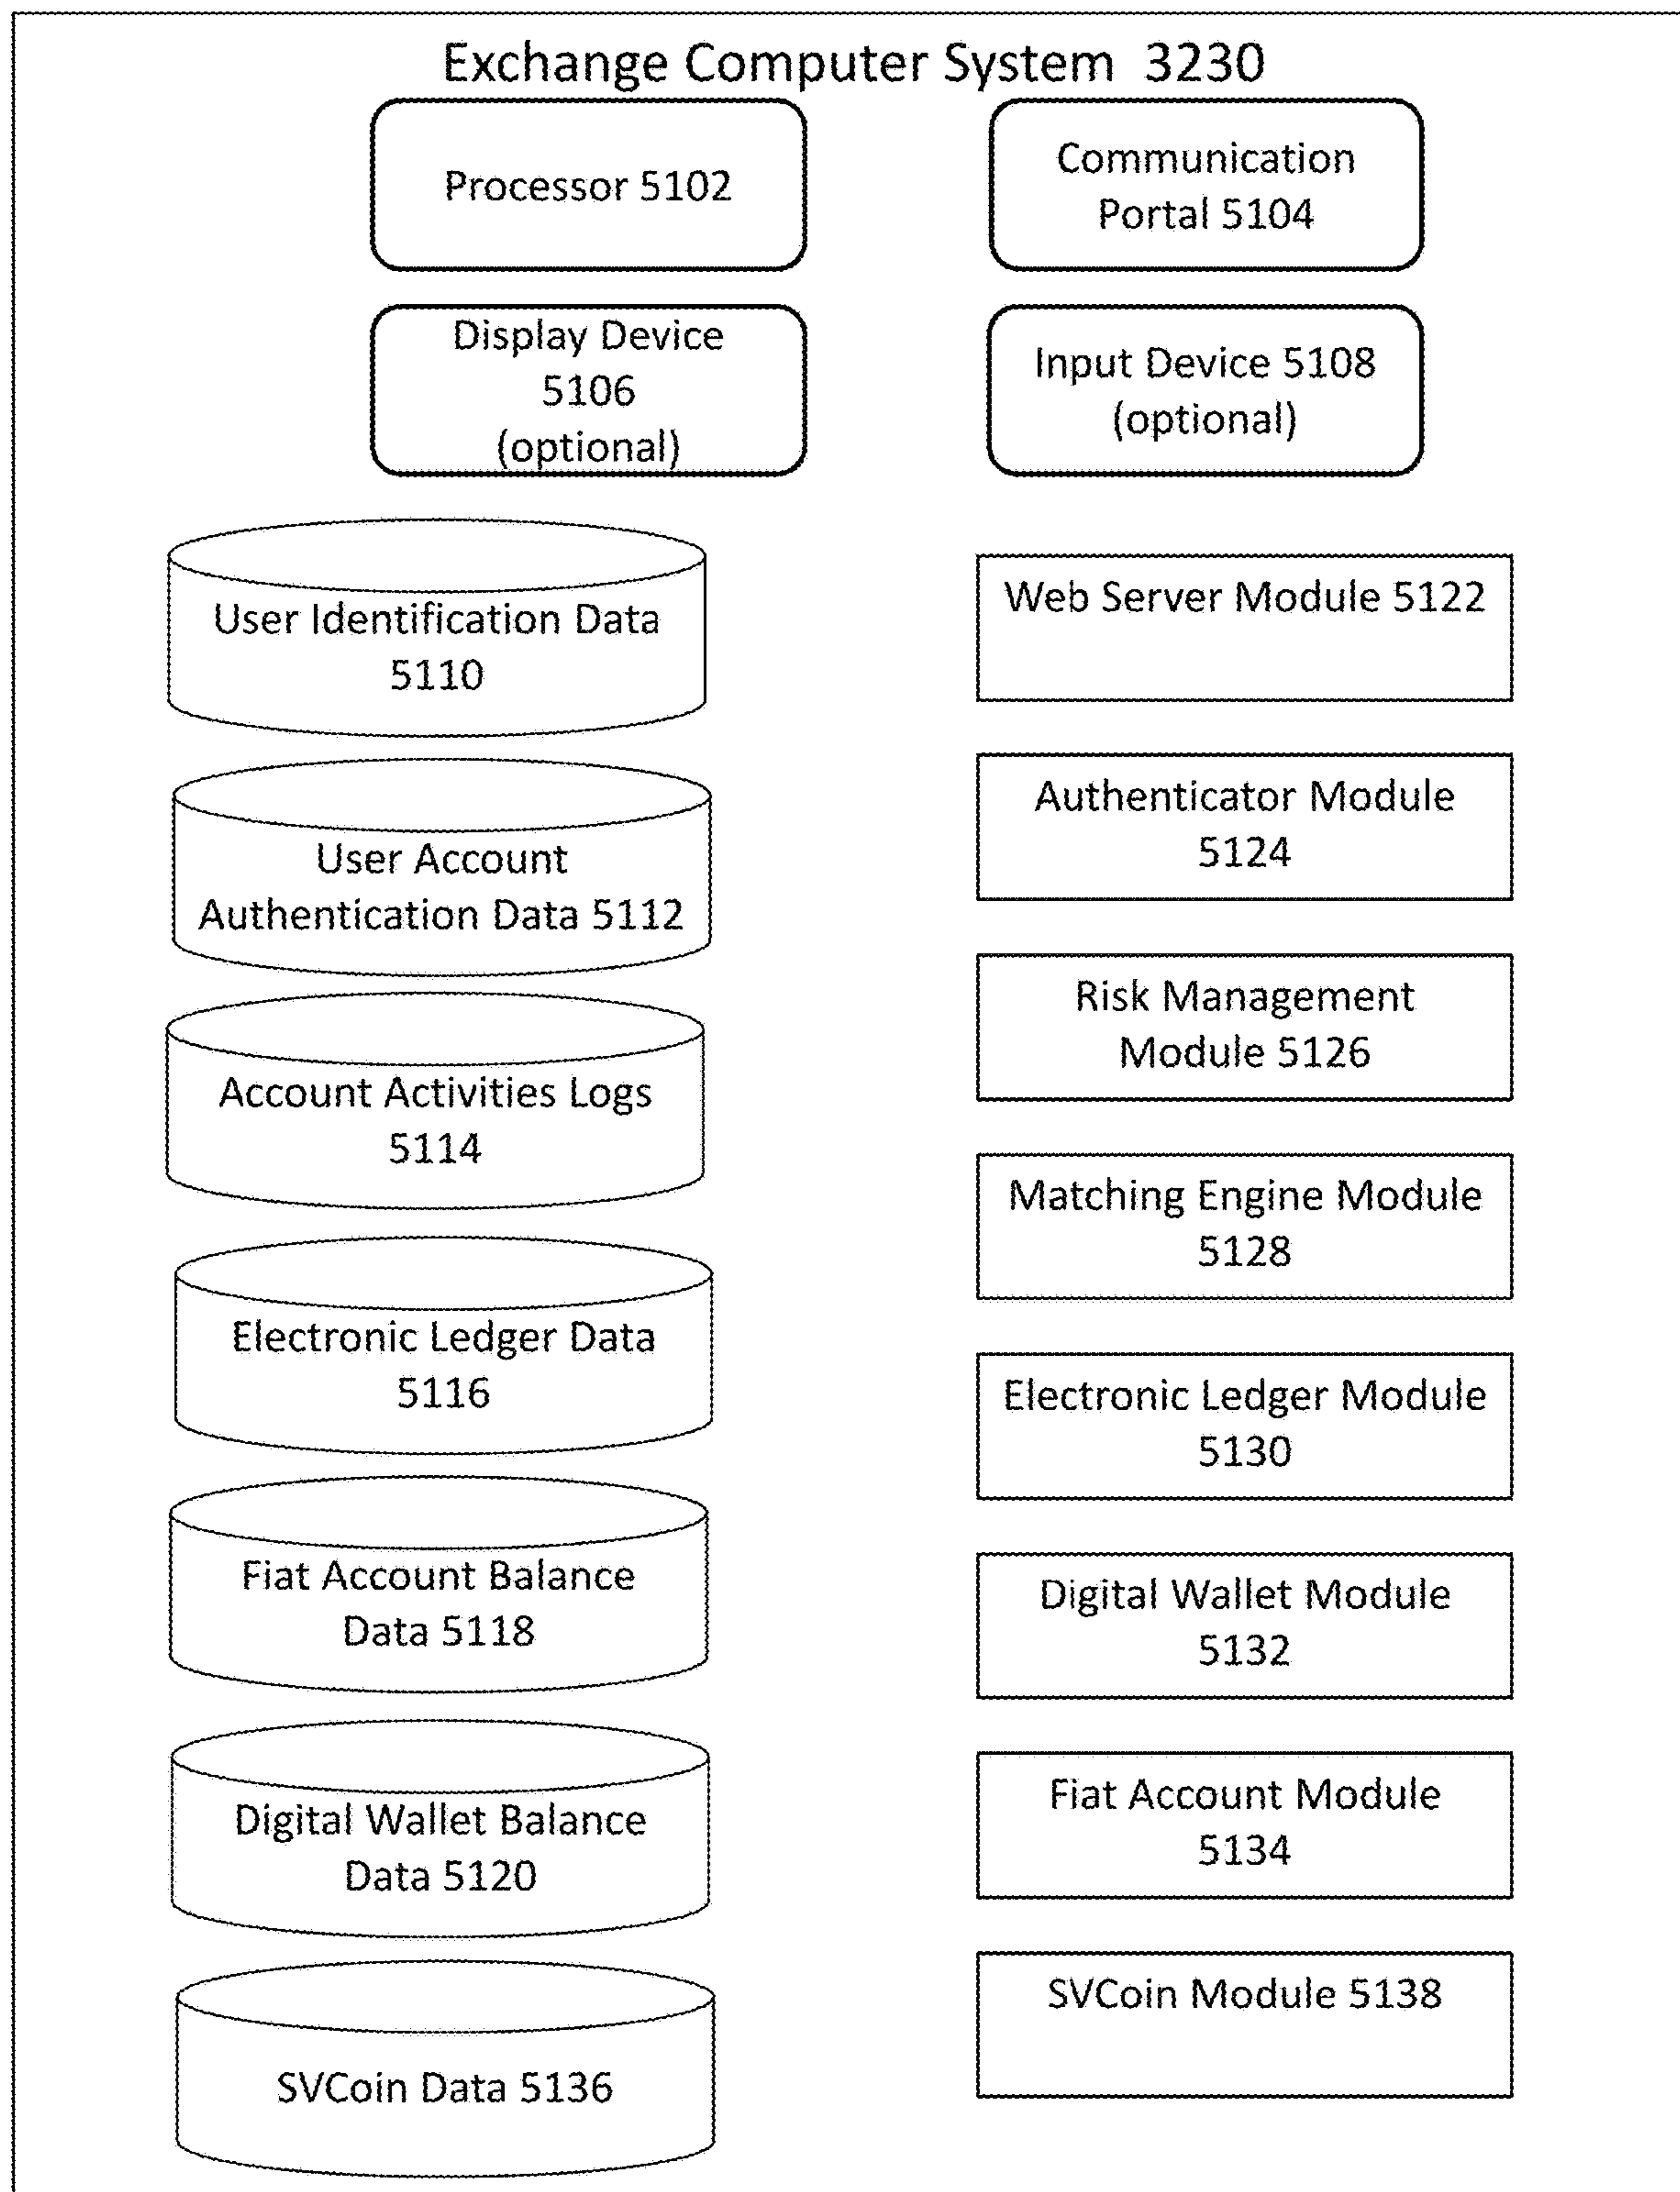 Exchange Computer System 3230
Processor 5102
Communication
Portal 5104
Display Device
5106
(optional)
Input Device 5108
(optional)
User Identification Data
5110
User Account
Authentication Data 5112
Account Activities Logs
5114
Electronic Ledger Data
5116
Fiat Account Balance
Data 5118
Digital Wallet Balance
Data 5120
SVCoin Data 5136
Web Server Module 5122
Authenticator Module
5124
Risk Management
Module 5126
Matching Engine Module
5128
Electronic Ledger Module
5130
Digital Wallet Module
5132
Fiat Account Module
5134
SVCoin Module 5138